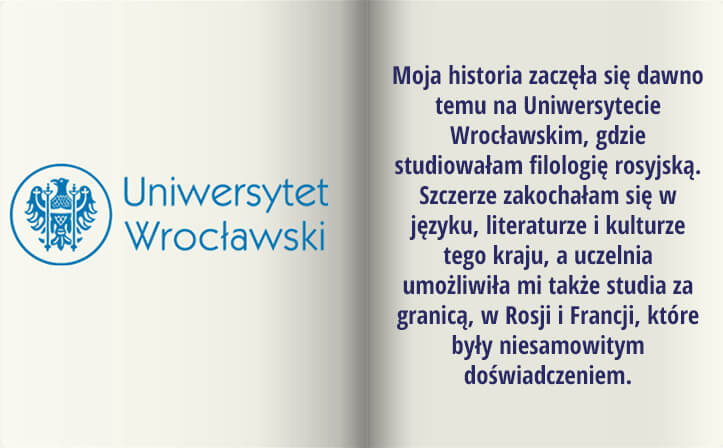 Uniwersytet
Wrocławski
Moja historia zaczęła się dawno
temu na Uniwersytecie
Wrocławskim, gdzie
studiowałam filologię rosyjską.
Szczerze zakochałam się w
języku, literaturze i kulturze
tego kraju, a uczelnia
umożliwiła mi także studia za
granicą, w Rosji i Francji, które
były niesamowitym
doświadczeniem.